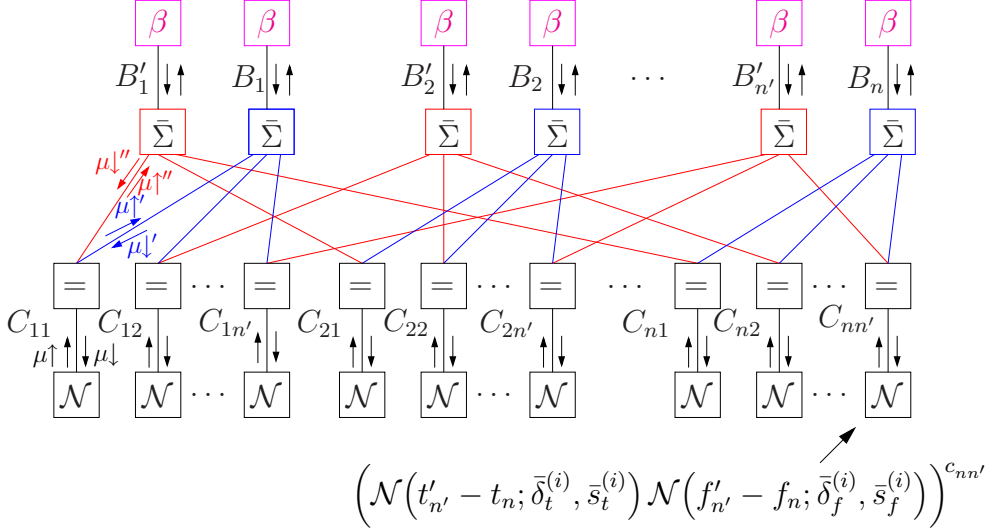 β β β β β β
B′₁ B₁ B′₂ B₂ ⋯ B′ₙ′ Bₙ
Σ̄ Σ̄ Σ̄ Σ̄ Σ̄ Σ̄
μ↓″
μ↑″
μ↑′
μ↓′
= = ⋯ = = = ⋯ = ⋯ = = ⋯ =
C₁₁ C₁₂ C₁ₙ′ C₂₁ C₂₂ C₂ₙ′ Cₙ₁ Cₙ₂ Cₙₙ′
μ↑ μ↓
𝒩 𝒩 ⋯ 𝒩 𝒩 𝒩 ⋯ 𝒩 𝒩 𝒩 ⋯ 𝒩
(𝒩(t′ₙ′ − tₙ; δ̄ₜ⁽ⁱ⁾, s̄ₜ⁽ⁱ⁾) 𝒩(f′ₙ′ − fₙ; δ̄_f⁽ⁱ⁾, s̄_f⁽ⁱ⁾))^{cₙₙ′}